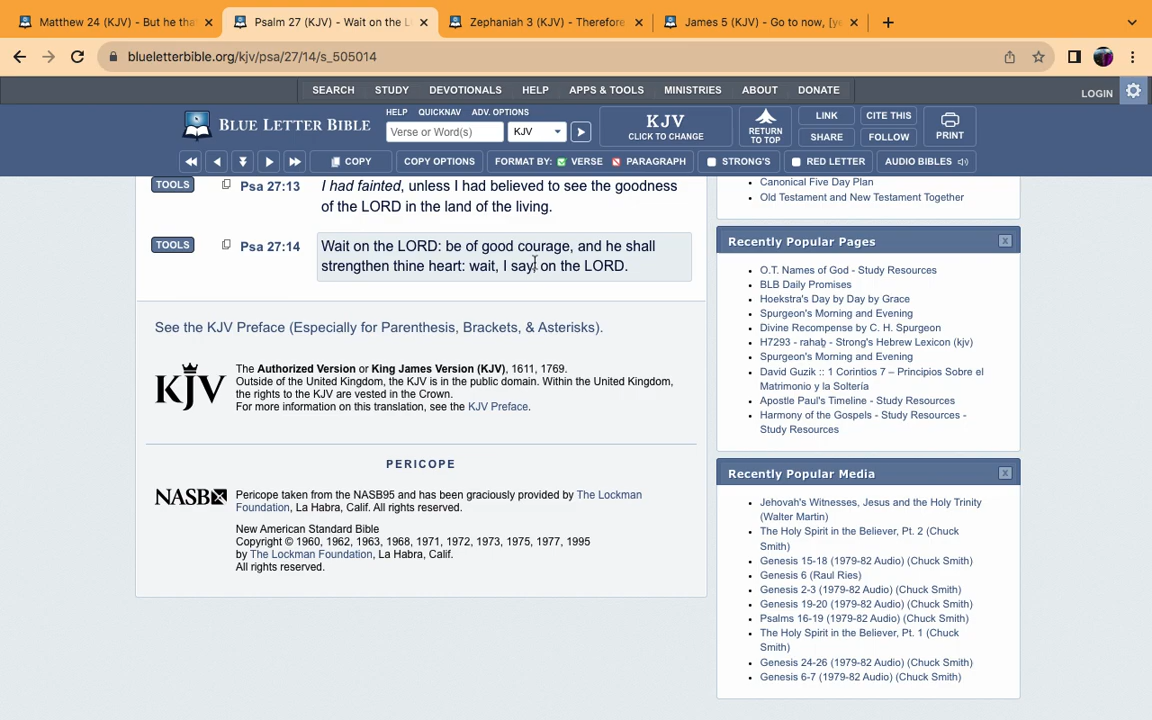 Matthew 24 (KJV) - But he tha
Psalm 27 (KJV) - Wait on the L
Zephaniah 3 (KJV) - Therefore
James 5 (KJV) - Go to now, [ye
blueletterbible.org/kjv/psa/27/14/s_505014
SEARCH STUDY DEVOTIONALS HELP APPS & TOOLS MINISTRIES ABOUT DONATE LOGIN
BLUE LETTER BIBLE
HELP QUICKNAV ADV. OPTIONS
Verse or Word(s) KJV
KJV
CLICK TO CHANGE
RETURN
TO TOP
LINK CITE THIS
SHARE FOLLOW
PRINT
COPY COPY OPTIONS FORMAT BY: VERSE PARAGRAPH STRONG'S RED LETTER AUDIO BIBLES
TOOLS Psa 27:13 I had fainted, unless I had believed to see the goodness
of the LORD in the land of the living.
TOOLS Psa 27:14 Wait on the LORD: be of good courage, and he shall
strengthen thine heart: wait, I say, on the LORD.
See the KJV Preface (Especially for Parenthesis, Brackets, & Asterisks).
KJV
The Authorized Version or King James Version (KJV), 1611, 1769.
Outside of the United Kingdom, the KJV is in the public domain. Within the United Kingdom,
the rights to the KJV are vested in the Crown.
For more information on this translation, see the KJV Preface.
PERICOPE
NASB
Pericope taken from the NASB95 and has been graciously provided by The Lockman
Foundation, La Habra, Calif. All rights reserved.
New American Standard Bible
Copyright © 1960, 1962, 1963, 1968, 1971, 1972, 1973, 1975, 1977, 1995
by The Lockman Foundation, La Habra, Calif.
All rights reserved.
Canonical Five Day Plan
Old Testament and New Testament Together
Recently Popular Pages x
O.T. Names of God - Study Resources
BLB Daily Promises
Hoekstra's Day by Day by Grace
Spurgeon's Morning and Evening
Divine Recompense by C. H. Spurgeon
H7293 - rahaḇ - Strong's Hebrew Lexicon (kjv)
Spurgeon's Morning and Evening
David Guzik :: 1 Corintios 7 – Principios Sobre el
Matrimonio y la Soltería
Apostle Paul's Timeline - Study Resources
Harmony of the Gospels - Study Resources -
Study Resources
Recently Popular Media x
Jehovah's Witnesses, Jesus and the Holy Trinity
(Walter Martin)
The Holy Spirit in the Believer, Pt. 2 (Chuck
Smith)
Genesis 15-18 (1979-82 Audio) (Chuck Smith)
Genesis 6 (Raul Ries)
Genesis 2-3 (1979-82 Audio) (Chuck Smith)
Genesis 19-20 (1979-82 Audio) (Chuck Smith)
Psalms 16-19 (1979-82 Audio) (Chuck Smith)
The Holy Spirit in the Believer, Pt. 1 (Chuck
Smith)
Genesis 24-26 (1979-82 Audio) (Chuck Smith)
Genesis 6-7 (1979-82 Audio) (Chuck Smith)